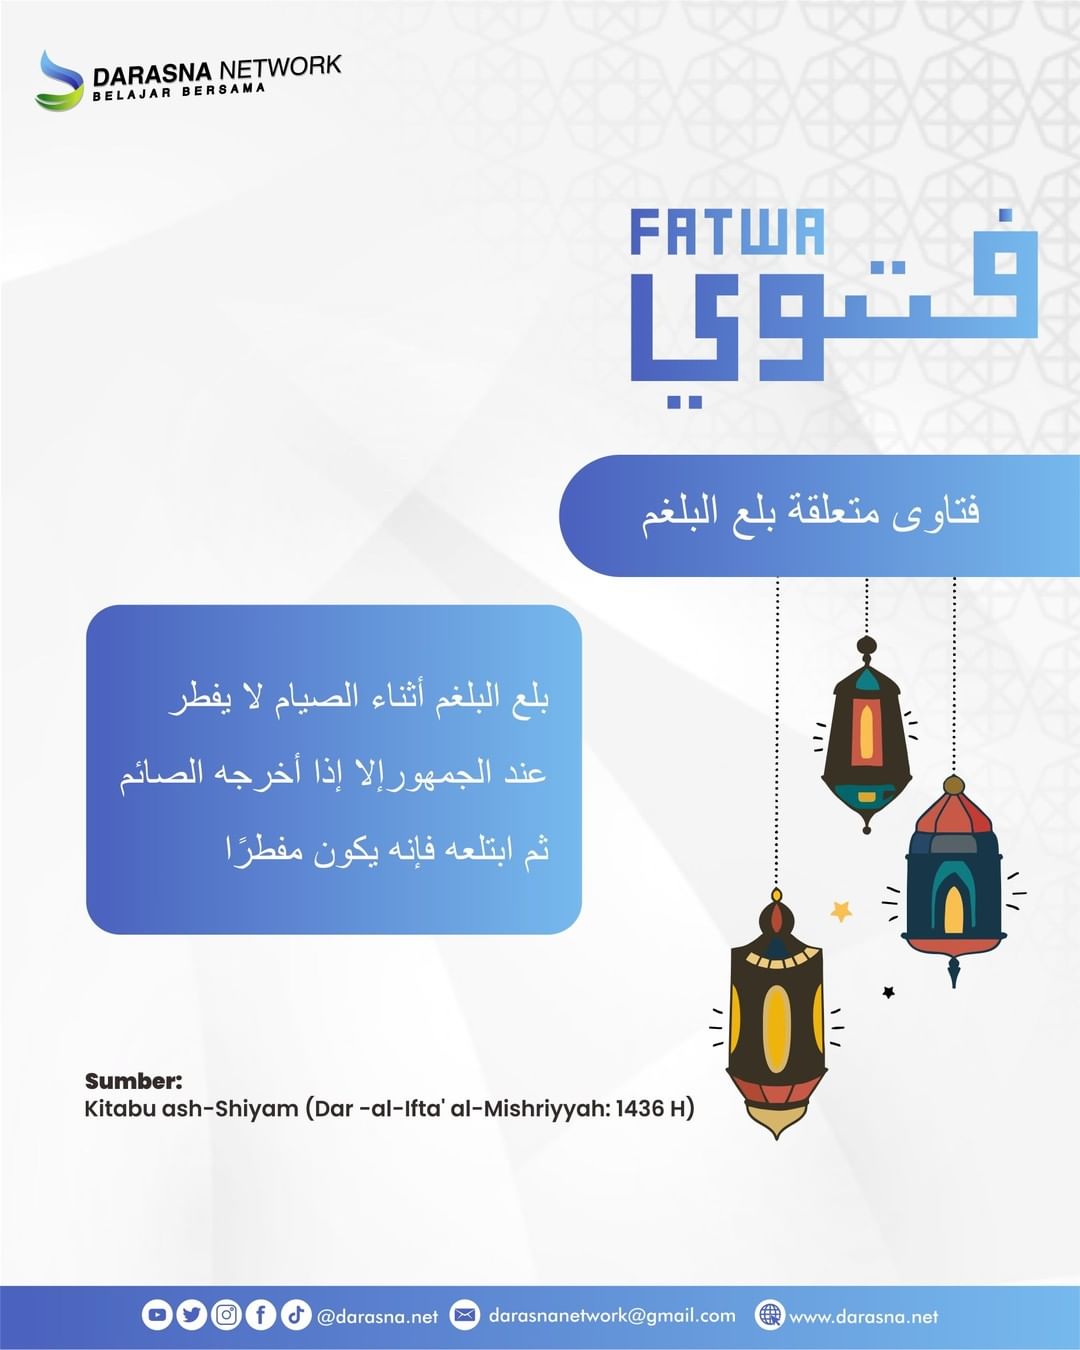 DARASNA NETWORK
BELAJAR BERSAMA
FATWA
فتوي
فتاوى متعلقة بلع البلغم
بلع البلغم أثناء الصيام لا يفطر
عند الجمهورإلا إذا أخرجه الصائم
ثم ابتلعه فإنه يكون مفطرًا
Sumber:
Kitabu ash-Shiyam (Dar -al-Ifta' al-Mishriyyah: 1436 H)
@darasna.net darasnanetwork@gmail.com www.darasna.net